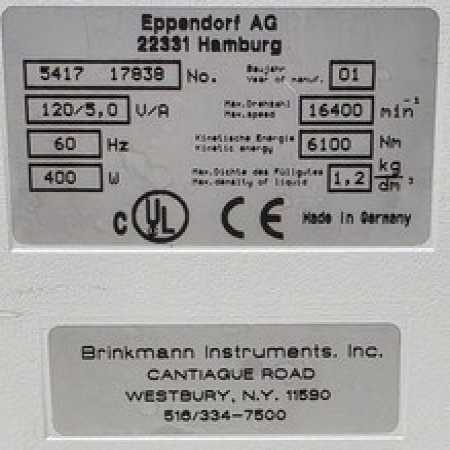 Eppendorf AG
22331 Hamburg
5417 17838 No. Baujahr Year of manuf. 01
120/5,0 V/A Max.Drehzahl Max.speed 16400 min⁻¹
60 Hz Kinetische Energie Kinetic energy 6100 Nm
400 W Max.Dichte des Füllgutes Max.density of liquid 1,2 kg/dm³
c UL CE Made in Germany
Brinkmann Instruments, Inc.
CANTIAGUE ROAD
WESTBURY, N.Y. 11590
516/334-7500